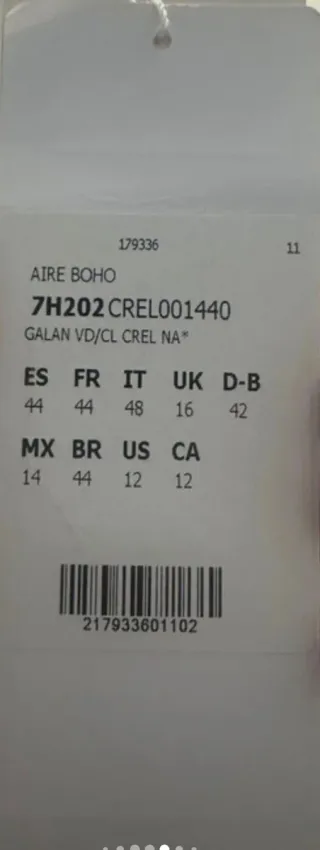 179336 11
AIRE BOHO
7H202 CREL001440
GALAN VD/CL CREL NA*
ES FR IT UK D-B
44 44 48 16 42
MX BR US CA
14 44 12 12
217933601102